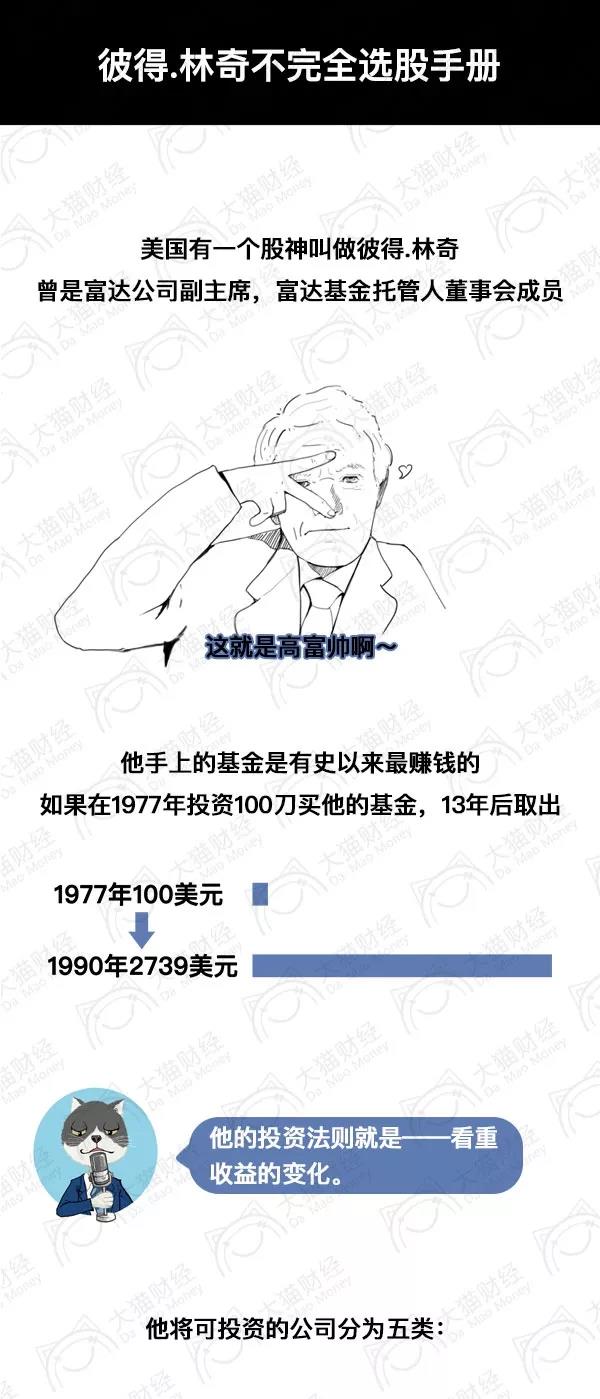 彼得.林奇不完全选股手册
美国有一个股神叫做彼得.林奇
曾是富达公司副主席，富达基金托管人董事会成员
这就是高富帅啊～
他手上的基金是有史以来最赚钱的
如果在1977年投资100刀买他的基金，13年后取出
1977年100美元
1990年2739美元
他的投资法则就是——看重
收益的变化。
他将可投资的公司分为五类：
大猫财经
Da Mao Money